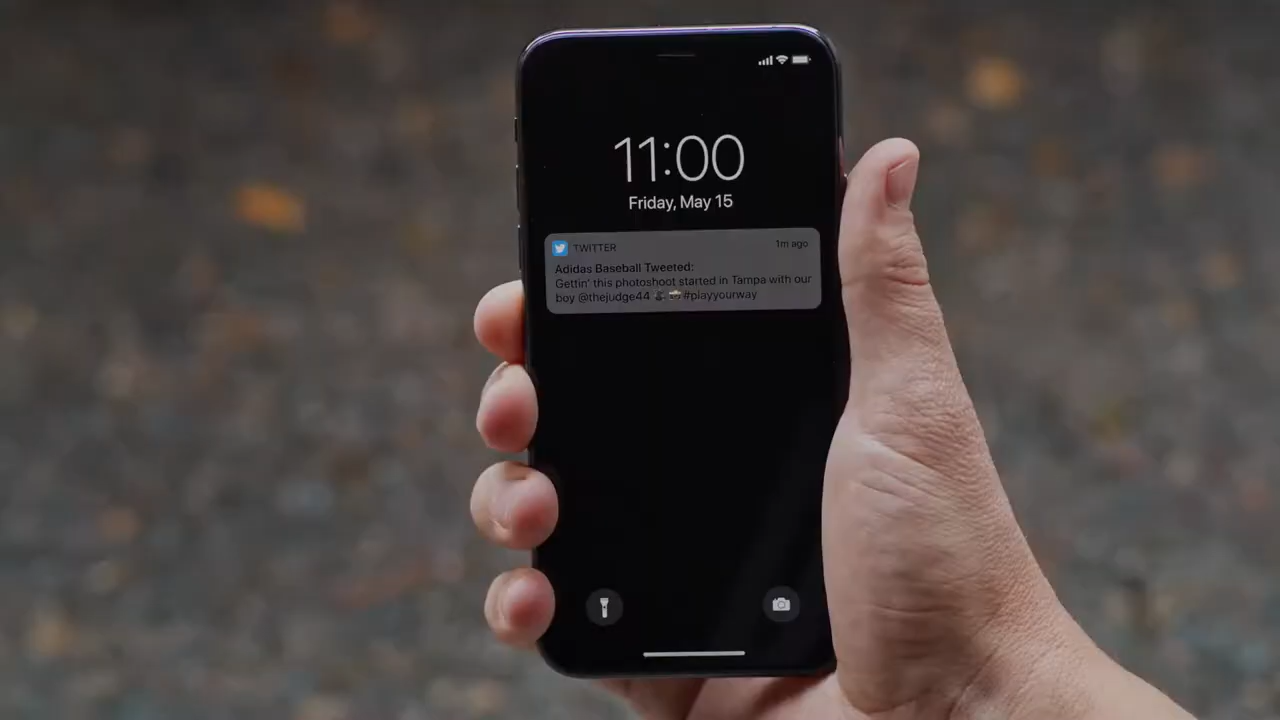 11:00
Friday, May 15
TWITTER 1m ago
Adidas Baseball Tweeted:
Gettin' this photoshoot started in Tampa with our
boy @thejudge44 #playyourway